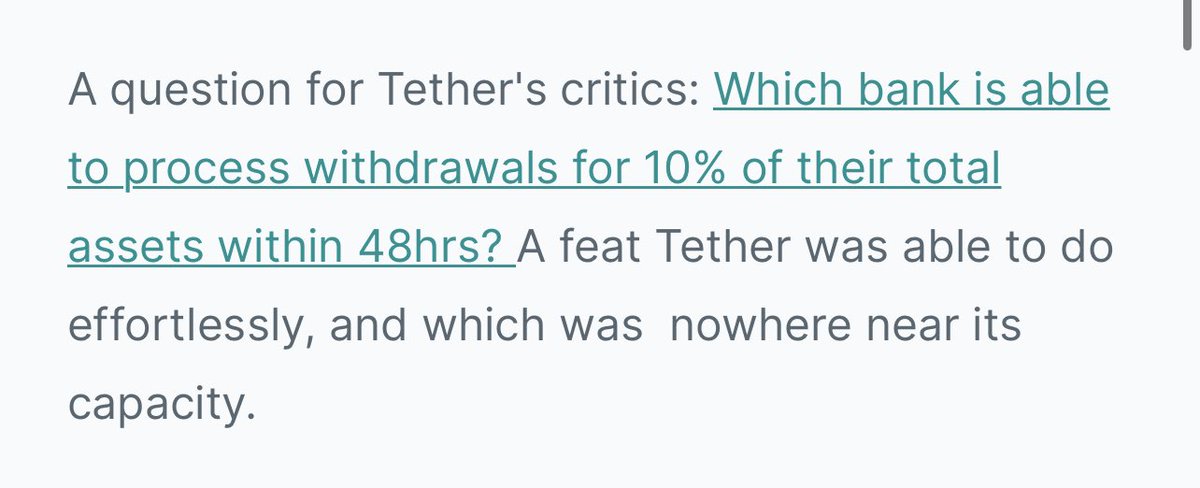 A question for Tether's critics: Which bank is able
to process withdrawals for 10% of their total
assets within 48hrs? A feat Tether was able to do
effortlessly, and which was  nowhere near its
capacity.